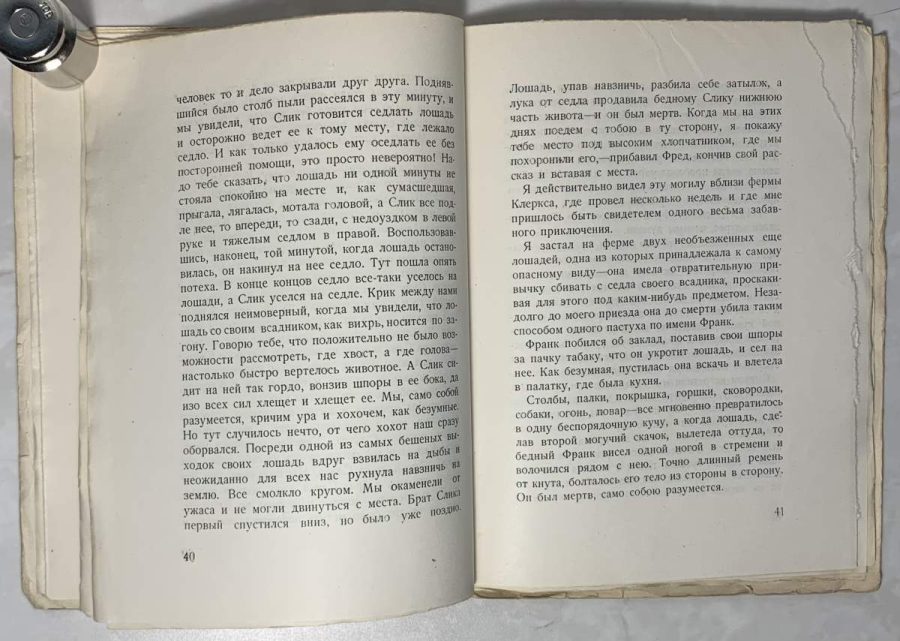 человек то и дело закрывали друг друга. Подняв-
шийся было столб пыли рассеялся в эту минуту, и
мы увидели, что Слик готовится седлать лошадь
и осторожно ведет ее к тому месту, где лежало
седло. И как только удалось ему оседлать ее без
посторонней помощи, это просто невероятно! На-
до тебе сказать, что лошадь ни одной минуты не
стояла спокойно на месте и, как сумасшедшая,
прыгала, лягалась, мотала головой, а Слик все под-
ле нее, то впереди, то сзади, с недоуздком в левой
руке и тяжелым седлом в правой. Воспользовав-
шись, наконец, той минутой, когда лошадь остано-
вилась, он накинул на нее седло. Тут пошла опять
потеха. В конце концов седло все-таки уселось на
лошади, а Слик уселся на седле. Крик между нами
поднялся неимоверный, когда мы увидели, что ло-
шадь со своим всадником, как вихрь, носится по за-
гону. Говорю тебе, что положительно не было воз-
можности рассмотреть, где хвост, а где голова—
настолько быстро вертелось животное. А Слик си-
дит на ней так гордо, вонзив шпоры в ее бока, да
изо всех сил хлещет и хлещет ее. Мы, само собой
разумеется, кричим ура и хохочем, как безумные.
Но тут случилось нечто, от чего хохот наш сразу
оборвался. Посреди одной из самых бешеных вы-
ходок своих лошадь вдруг взвилась на дыбы и
неожиданно для всех нас рухнула навзничь на
землю. Все смолкло кругом. Мы окаменели от
ужаса и не могли двинуться с места. Брат Слика
первый спустился вниз, но было уже поздно.
40
Лошадь, упав навзничь, разбила себе затылок, а
лука от седла продавила бедному Слику нижнюю
часть живота—и он был мертв. Когда мы на этих
днях поедем с тобою в ту сторону, я покажу
тебе место под высоким хлопчатником, где мы
похоронили его,—прибавил Фред, кончив свой рас-
сказ и вставая с места.
Я действительно видел эту могилу вблизи фермы
Клеркса, где провел несколько недель и где мне
пришлось быть свидетелем одного весьма забав-
ного приключения.
Я застал на ферме двух необъезженных еще
лошадей, одна из которых принадлежала к самому
опасному виду—она имела отвратительную при-
вычку сбивать с седла своего всадника, проскаки-
вая для этого под каким-нибудь предметом. Неза-
долго до моего приезда она до смерти убила таким
способом одного пастуха по имени Франк.
Франк побился об заклад, поставив свои шпоры
за пачку табаку, что он укротит лошадь, и сел на
нее. Как безумная, пустилась она вскачь и влетела
в палатку, где была кухня.
Столбы, палки, покрышка, горшки, сковородки,
собаки, огонь, повар—все мгновенно превратилось
в одну беспорядочную кучу, а когда лошадь, сде-
лав второй могучий скачок, вылетела оттуда, то
бедный Франк висел одной ногой в стремени и
волочился рядом с нею. Точно длинный ремень
от кнута, болталось его тело из стороны в сторону.
Он был мертв, само собою разумеется.
41